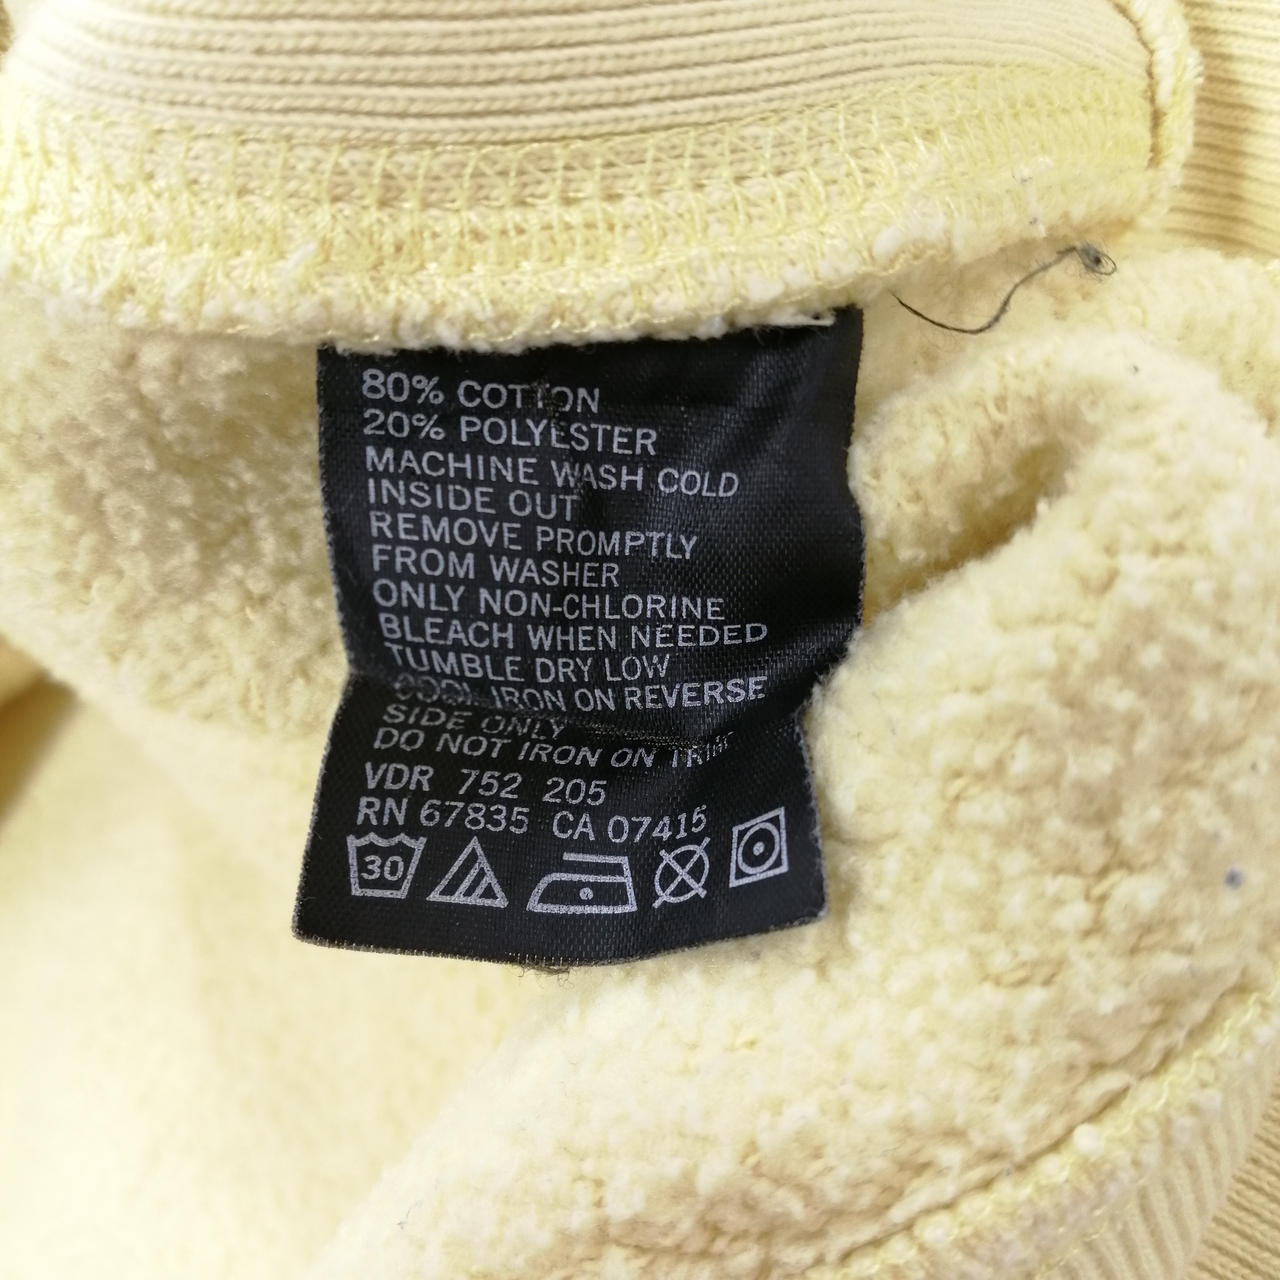 80% COTTON
20% POLYESTER
MACHINE WASH COLD
INSIDE OUT
REMOVE PROMPTLY
FROM WASHER
ONLY NON-CHLORINE
BLEACH WHEN NEEDED
TUMBLE DRY LOW
COOL IRON ON REVERSE
SIDE ONLY
DO NOT IRON ON TRIM
VDR 752 205
RN 67835 CA 07415
30